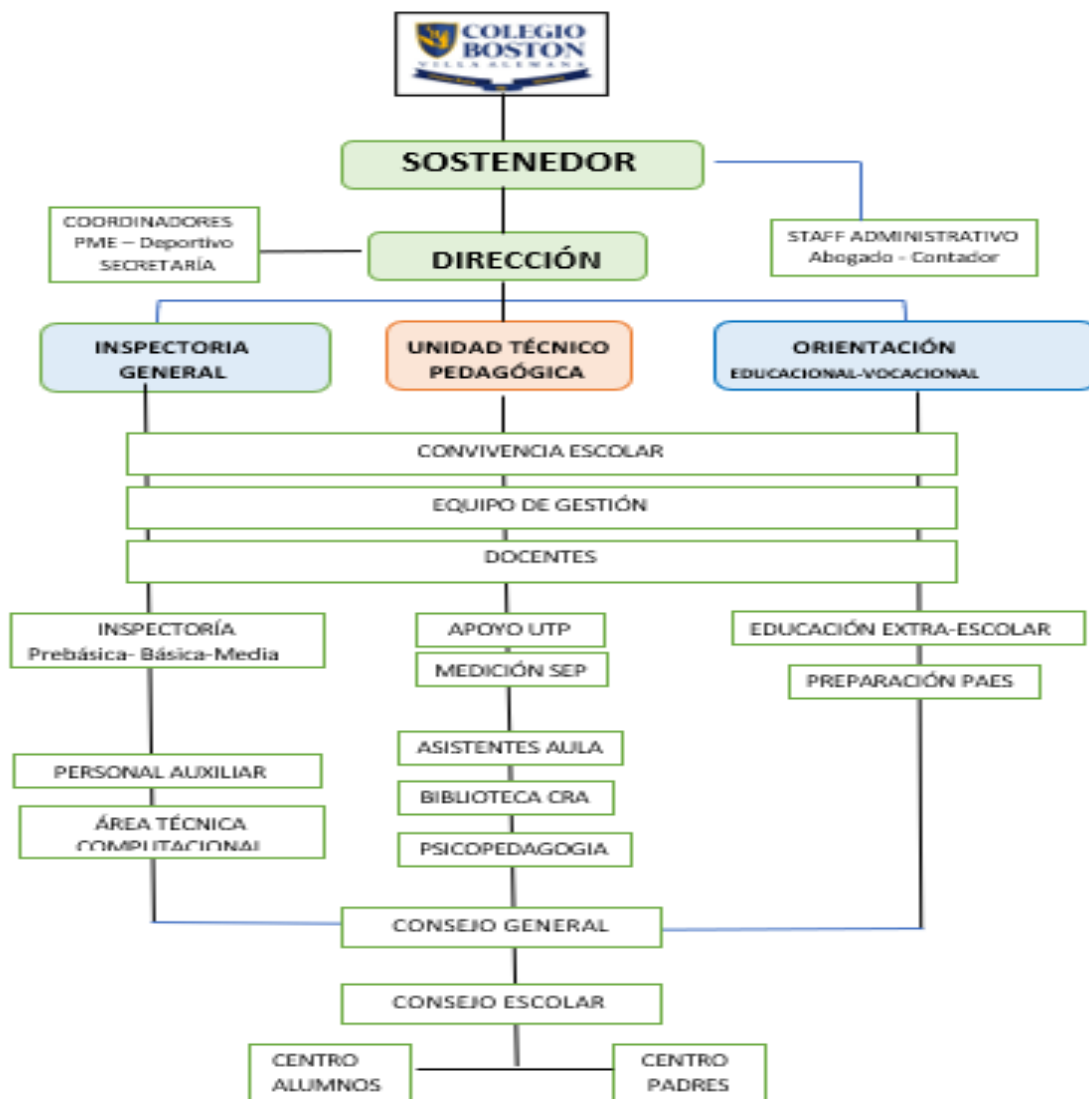 COLEGIO
BOSTON
VILLA ALEMANA
SOSTENEDOR
COORDINADORES
PME – Deportivo
SECRETARÍA
DIRECCIÓN
STAFF ADMINISTRATIVO
Abogado - Contador
INSPECTORIA
GENERAL
UNIDAD TÉCNICO
PEDAGÓGICA
ORIENTACIÓN
EDUCACIONAL-VOCACIONAL
CONVIVENCIA ESCOLAR
EQUIPO DE GESTIÓN
DOCENTES
INSPECTORÍA
Prebásica- Básica-Media
APOYO UTP
MEDICIÓN SEP
EDUCACIÓN EXTRA-ESCOLAR
PREPARACIÓN PAES
PERSONAL AUXILIAR
ÁREA TÉCNICA
COMPUTACIONAL
ASISTENTES AULA
BIBLIOTECA CRA
PSICOPEDAGOGIA
CONSEJO GENERAL
CONSEJO ESCOLAR
CENTRO
ALUMNOS
CENTRO
PADRES